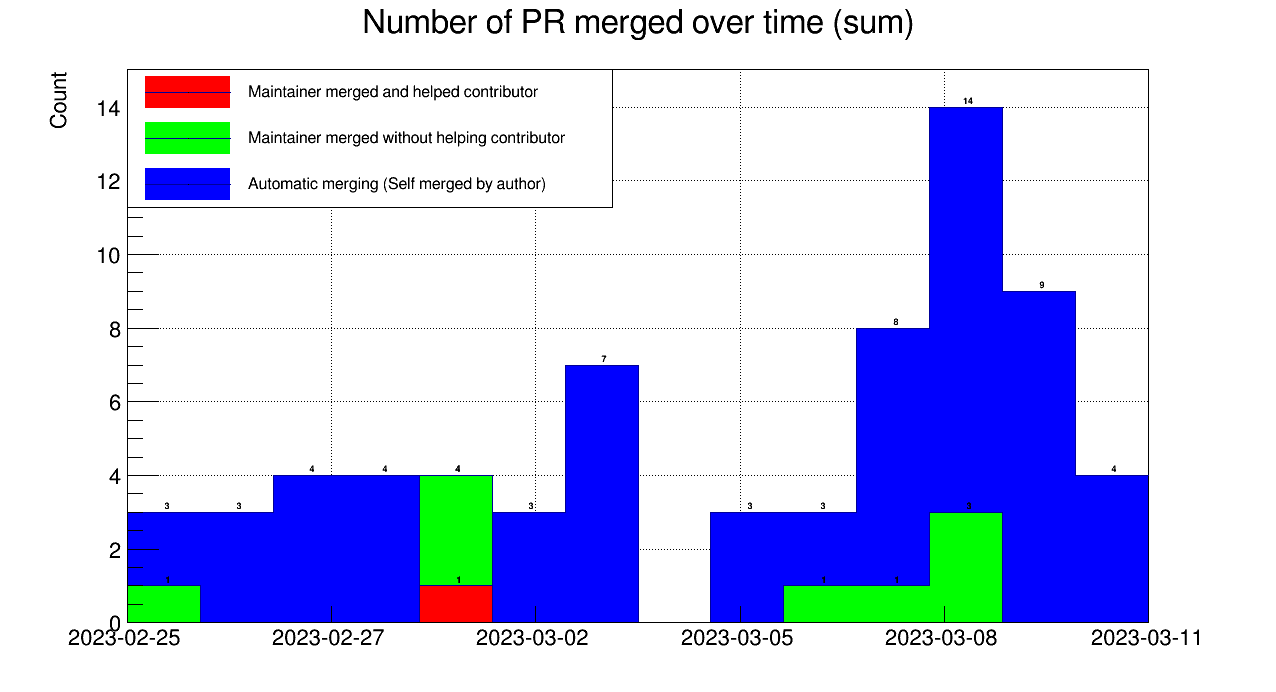 Number of PR merged over time (sum)
Count
Maintainer merged and helped contributor
Maintainer merged without helping contributor
Automatic merging (Self merged by author)
14
12
10
8
6
4
2
0
14
9
8
7
4 4 4 4
3 3 3 3 3 3
1 1 1 1
2023-02-25 2023-02-27 2023-03-02 2023-03-05 2023-03-08 2023-03-11